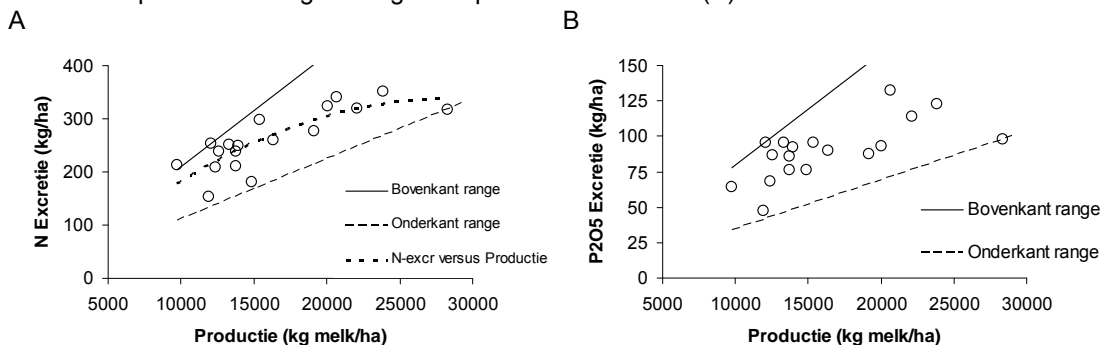 A
B
N Excretie (kg/ha)
400
300
200
100
0
Bovenkant range
Onderkant range
N-excr versus Productie
5000 10000 15000 20000 25000 30000
Productie (kg melk/ha)
P2O5 Excretie (kg/ha)
150
125
100
75
50
25
0
Bovenkant range
Onderkant range
5000 10000 15000 20000 25000 30000
Productie (kg melk/ha)